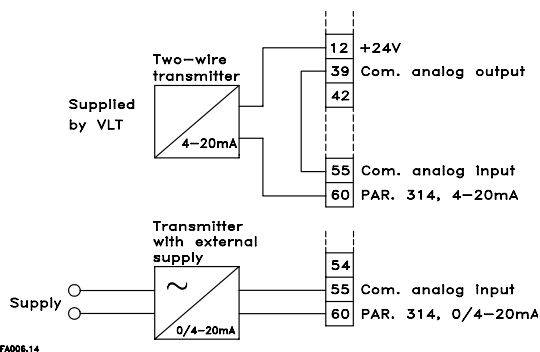 12 +24V
Two-wire
transmitter
39 Com. analog output
42
Supplied
by VLT
4-20mA
55 Com. analog input
60 PAR. 314, 4-20mA
Transmitter
with external
supply
54
~
55 Com. analog input
Supply
60 PAR. 314, 0/4-20mA
0/4-20mA
FA006.14